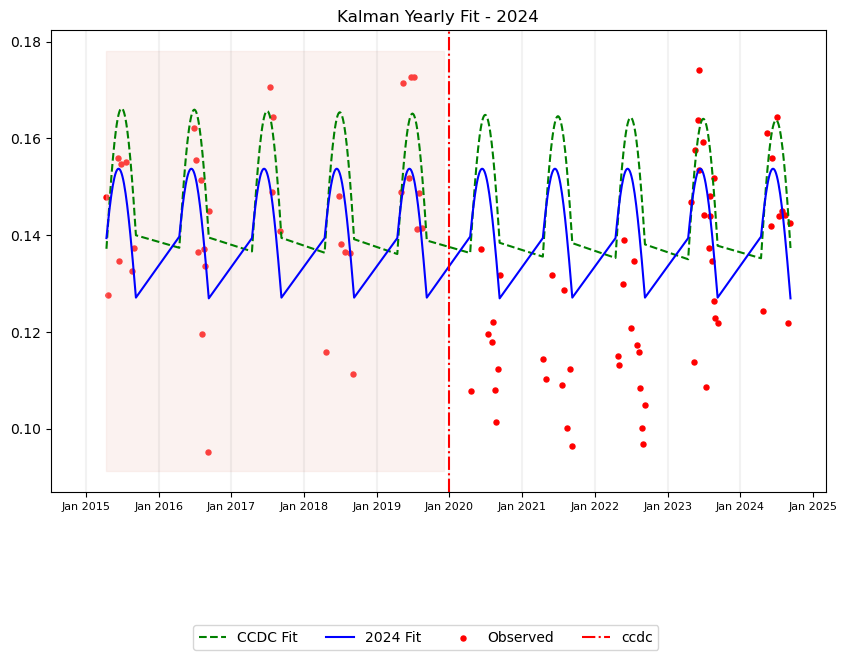 Kalman Yearly Fit - 2024
0.18
0.16
0.14
0.12
0.10
Jan 2015 Jan 2016 Jan 2017 Jan 2018 Jan 2019 Jan 2020 Jan 2021 Jan 2022 Jan 2023 Jan 2024 Jan 2025
CCDC Fit 2024 Fit Observed ccdc